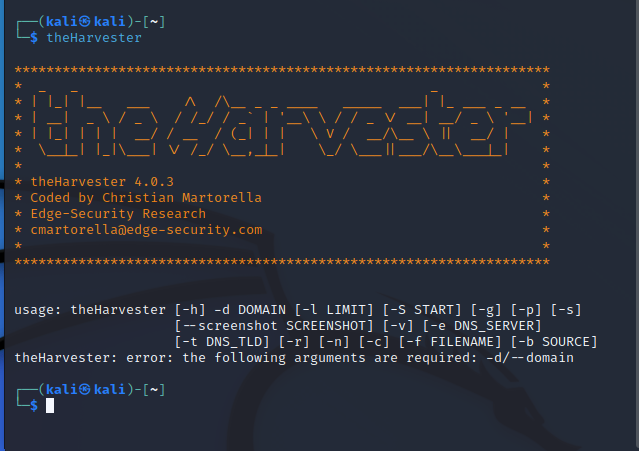 ┌──(kali㉿kali)-[~]
└─$ theHarvester
*******************************************************************
*  _   _                                            _             *
* | |_| |__   ___    /\  /\__ _ _ ____   _____  ___| |_ ___ _ __  *
* | __|  _ \ / _ \  / /_/ / _` | '__\ \ / / _ \/ __| __/ _ \ '__| *
* | |_| | | |  __/ / __  / (_| | |   \ V /  __/\__ \ ||  __/ |    *
*  \__|_| |_|\___| \/ /_/ \__,_|_|    \_/ \___||___/\__\___|_|    *
*                                                                 *
* theHarvester 4.0.3                                              *
* Coded by Christian Martorella                                   *
* Edge-Security Research                                          *
* cmartorella@edge-security.com                                   *
*                                                                 *
*******************************************************************
usage: theHarvester [-h] -d DOMAIN [-l LIMIT] [-S START] [-g] [-p] [-s]
[--screenshot SCREENSHOT] [-v] [-e DNS_SERVER]
[-t DNS_TLD] [-r] [-n] [-c] [-f FILENAME] [-b SOURCE]
theHarvester: error: the following arguments are required: -d/--domain
┌──(kali㉿kali)-[~]
└─$